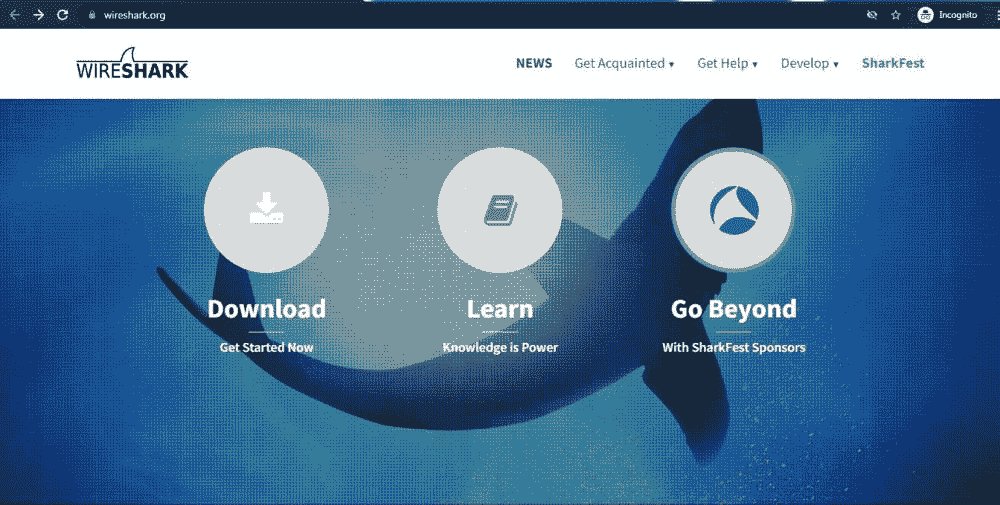 wireshark.org
Incognito
WIRESHARK
NEWS Get Acquainted ▾ Get Help ▾ Develop ▾ SharkFest
Download Learn Go Beyond
Get Started Now Knowledge is Power With SharkFest Sponsors